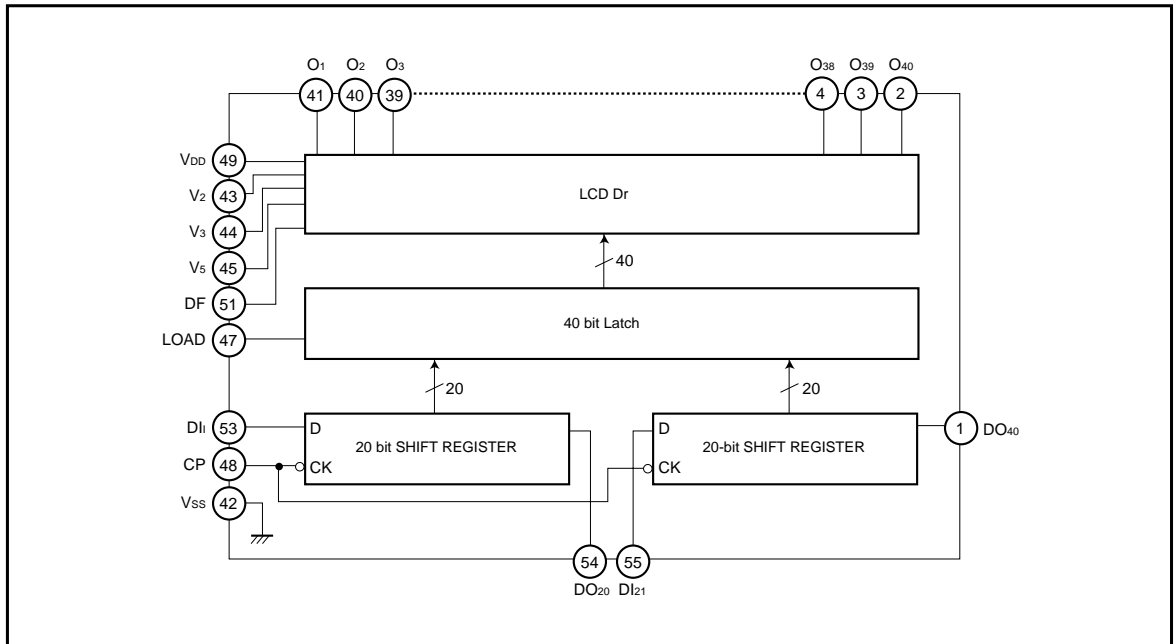 O1 O2 O3 O38 O39 O40
41 40 39 4 3 2
VDD 49
V2 43
V3 44
V5 45
DF 51
LOAD 47
LCD Dr
40
40 bit Latch
20 20
DI1 53
CP 48
VSS 42
D
20 bit SHIFT REGISTER
CK
D
20-bit SHIFT REGISTER
CK
1 DO40
54 55
DO20 DI21